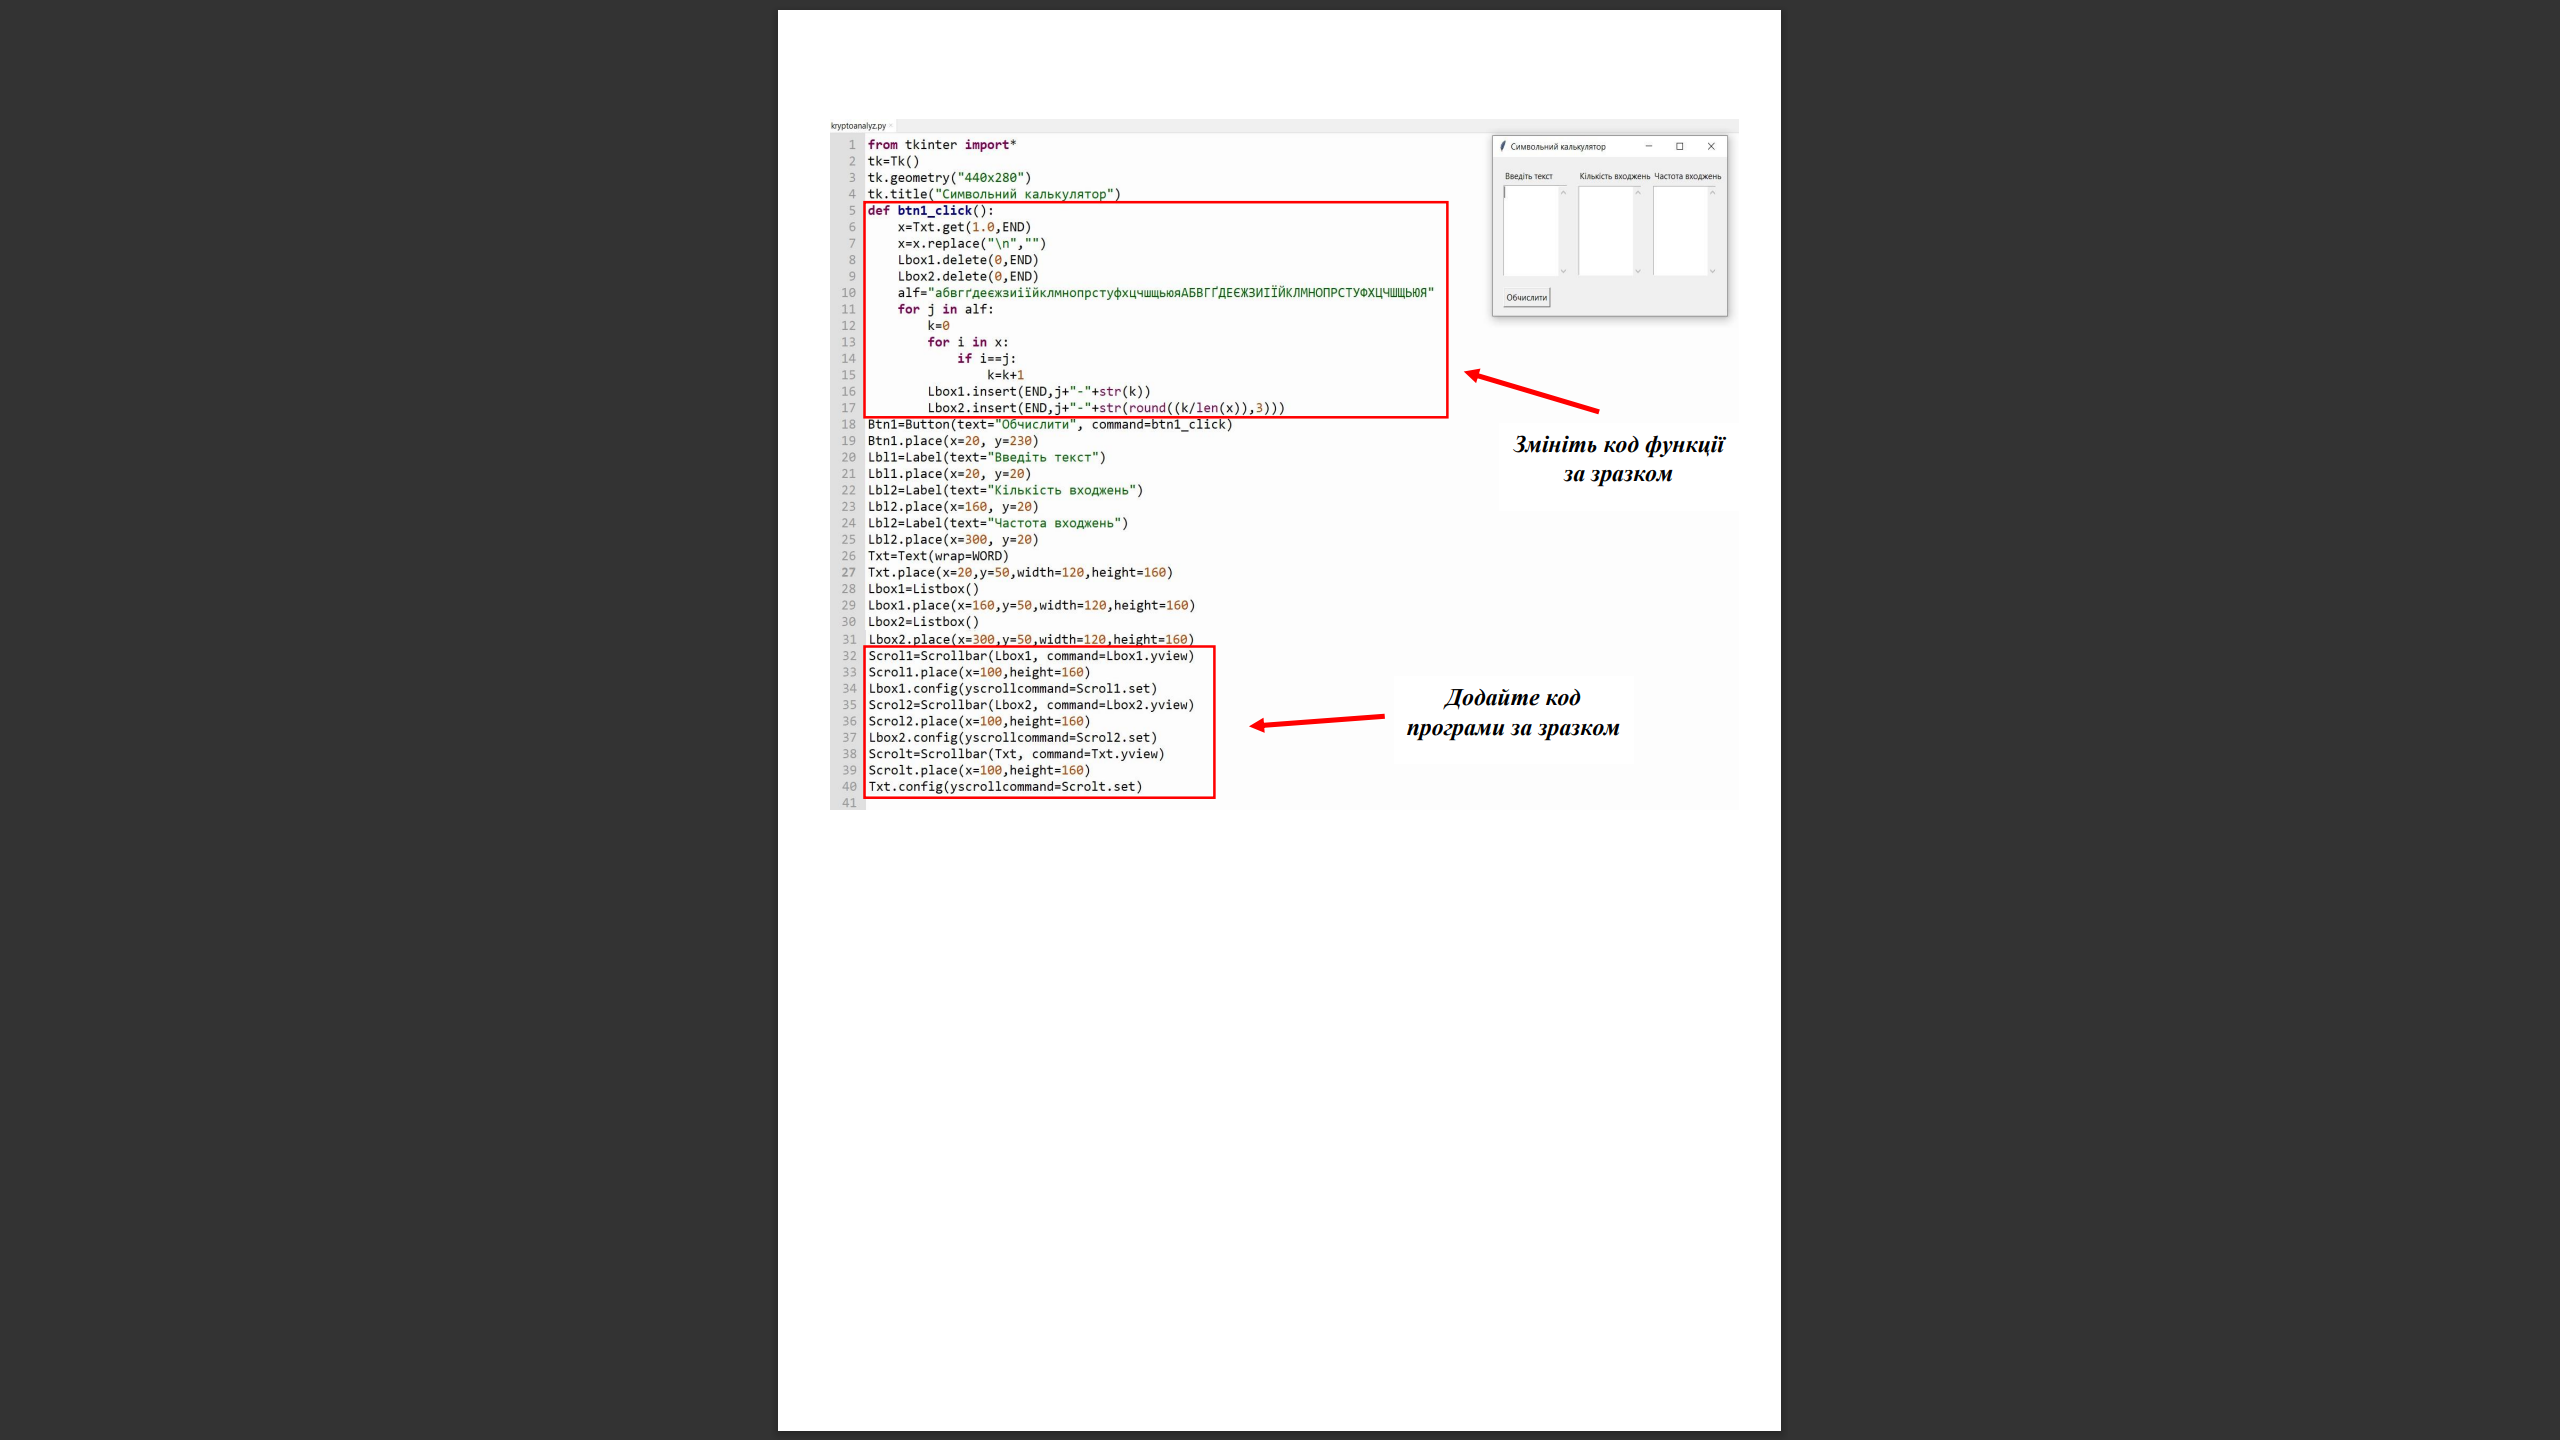 kryptoanalyz.py
1 from tkinter import*
2 tk=Tk()
3 tk.geometry("440x280")
4 tk.title("Символьний калькулятор")
5 def btn1_click():
6     x=Txt.get(1.0,END)
7     x=x.replace("\n","")
8     Lbox1.delete(0,END)
9     Lbox2.delete(0,END)
10     alf="абвгґдеєжзиіїйклмнопрстуфхцчшщьюяАБВГҐДЕЄЖЗИІЇЙКЛМНОПРСТУФХЦЧШЩЬЮЯ"
11     for j in alf:
12         k=0
13         for i in x:
14             if i==j:
15                 k=k+1
16         Lbox1.insert(END,j+"-"+str(k))
17         Lbox2.insert(END,j+"-"+str(round((k/len(x)),3)))
18 Btn1=Button(text="Обчислити", command=btn1_click)
19 Btn1.place(x=20, y=230)
20 Lbl1=Label(text="Введіть текст")
21 Lbl1.place(x=20, y=20)
22 Lbl2=Label(text="Кількість входжень")
23 Lbl2.place(x=160, y=20)
24 Lbl2=Label(text="Частота входжень")
25 Lbl2.place(x=300, y=20)
26 Txt=Text(wrap=WORD)
27 Txt.place(x=20,y=50,width=120,height=160)
28 Lbox1=Listbox()
29 Lbox1.place(x=160,y=50,width=120,height=160)
30 Lbox2=Listbox()
31 Lbox2.place(x=300,y=50,width=120,height=160)
32 Scrol1=Scrollbar(Lbox1, command=Lbox1.yview)
33 Scrol1.place(x=100,height=160)
34 Lbox1.config(yscrollcommand=Scrol1.set)
35 Scrol2=Scrollbar(Lbox2, command=Lbox2.yview)
36 Scrol2.place(x=100,height=160)
37 Lbox2.config(yscrollcommand=Scrol2.set)
38 Scrolt=Scrollbar(Txt, command=Txt.yview)
39 Scrolt.place(x=100,height=160)
40 Txt.config(yscrollcommand=Scrolt.set)
41
Символьний калькулятор
Введіть текст Кількість входжень Частота входжень
Обчислити
Змініть код функції
за зразком
Додайте код
програми за зразком